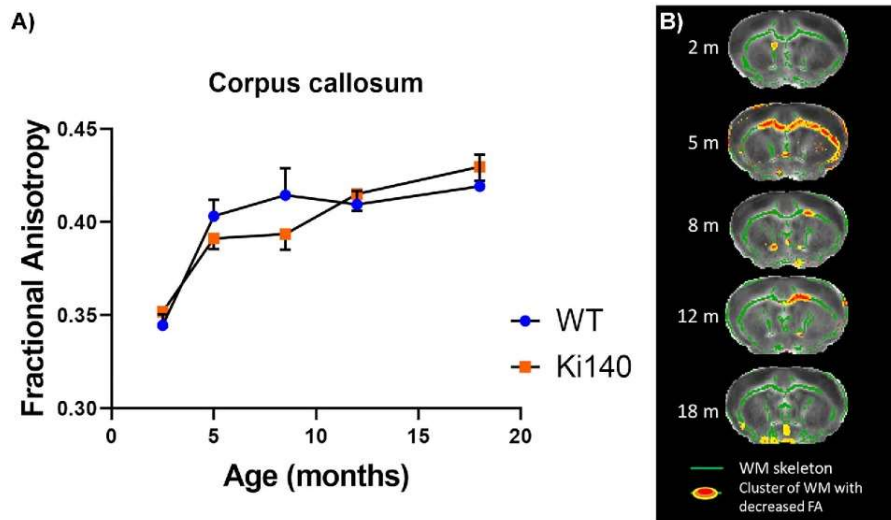 A)
Corpus callosum
Fractional Anisotropy
0.45
0.40
0.35
0.30
0
5
10
15
20
Age (months)
WT
Ki140
B)
2 m
5 m
8 m
12 m
18 m
WM skeleton
Cluster of WM with
decreased FA